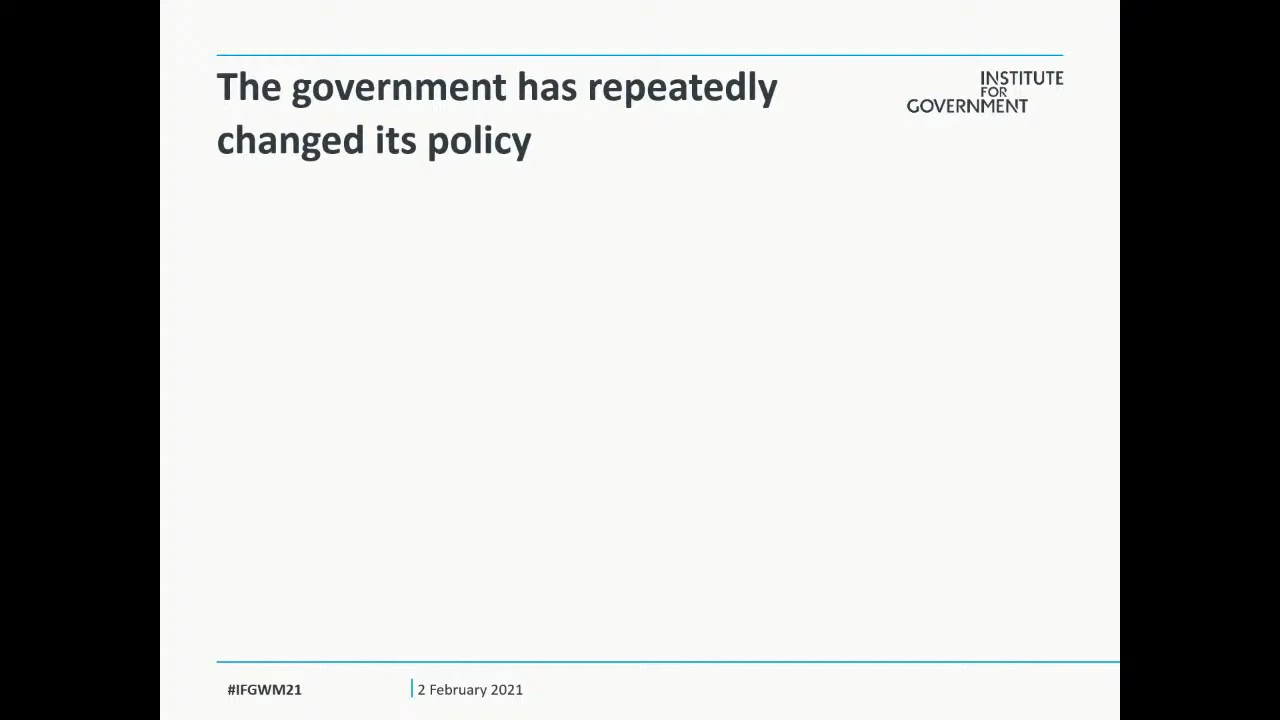 The government has repeatedly
changed its policy
INSTITUTE
FOR
GOVERNMENT
#IFGWM21
2 February 2021